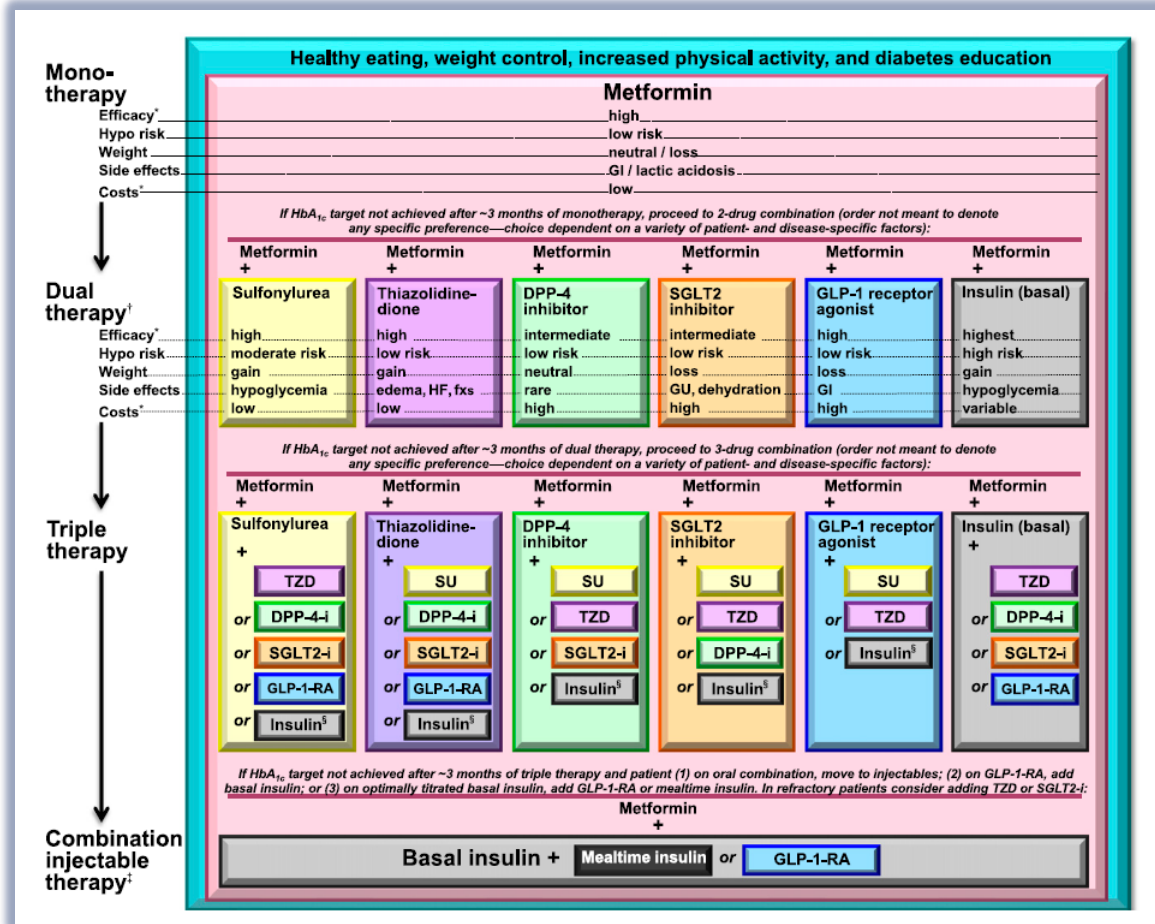 Healthy eating, weight control, increased physical activity, and diabetes education
Mono-
therapy
Metformin
Efficacy* high
Hypo risk low risk
Weight neutral / loss
Side effects GI / lactic acidosis
Costs* low
If HbA1c target not achieved after ~3 months of monotherapy, proceed to 2-drug combination (order not meant to denote
any specific preference—choice dependent on a variety of patient- and disease-specific factors):
Metformin Metformin Metformin Metformin Metformin Metformin
+ + + + + +
Dual
therapy†
Sulfonylurea Thiazolidine- DPP-4 SGLT2 GLP-1 receptor Insulin (basal)
dione inhibitor inhibitor agonist
Efficacy* high high intermediate intermediate high highest
Hypo risk moderate risk low risk low risk low risk low risk high risk
Weight gain gain neutral loss loss gain
Side effects hypoglycemia edema, HF, fxs rare GU, dehydration GI hypoglycemia
Costs* low low high high high variable
If HbA1c target not achieved after ~3 months of dual therapy, proceed to 3-drug combination (order not meant to denote
any specific preference—choice dependent on a variety of patient- and disease-specific factors):
Metformin Metformin Metformin Metformin Metformin Metformin
+ + + + + +
Triple
therapy
Sulfonylurea Thiazolidine- DPP-4 SGLT2 GLP-1 receptor Insulin (basal)
dione inhibitor inhibitor agonist
+ + + + + +
TZD SU SU SU SU TZD
or DPP-4-i or DPP-4-i or TZD or TZD or TZD or DPP-4-i
or SGLT2-i or SGLT2-i or SGLT2-i or DPP-4-i or Insulin§ or SGLT2-i
or GLP-1-RA or GLP-1-RA or Insulin§ or Insulin§ or GLP-1-RA
or Insulin§ or Insulin§
If HbA1c target not achieved after ~3 months of triple therapy and patient (1) on oral combination, move to injectables; (2) on GLP-1-RA, add
basal insulin; or (3) on optimally titrated basal insulin, add GLP-1-RA or mealtime insulin. In refractory patients consider adding TZD or SGLT2-i:
Metformin
+
Combination
injectable
therapy‡
Basal insulin + Mealtime insulin or GLP-1-RA